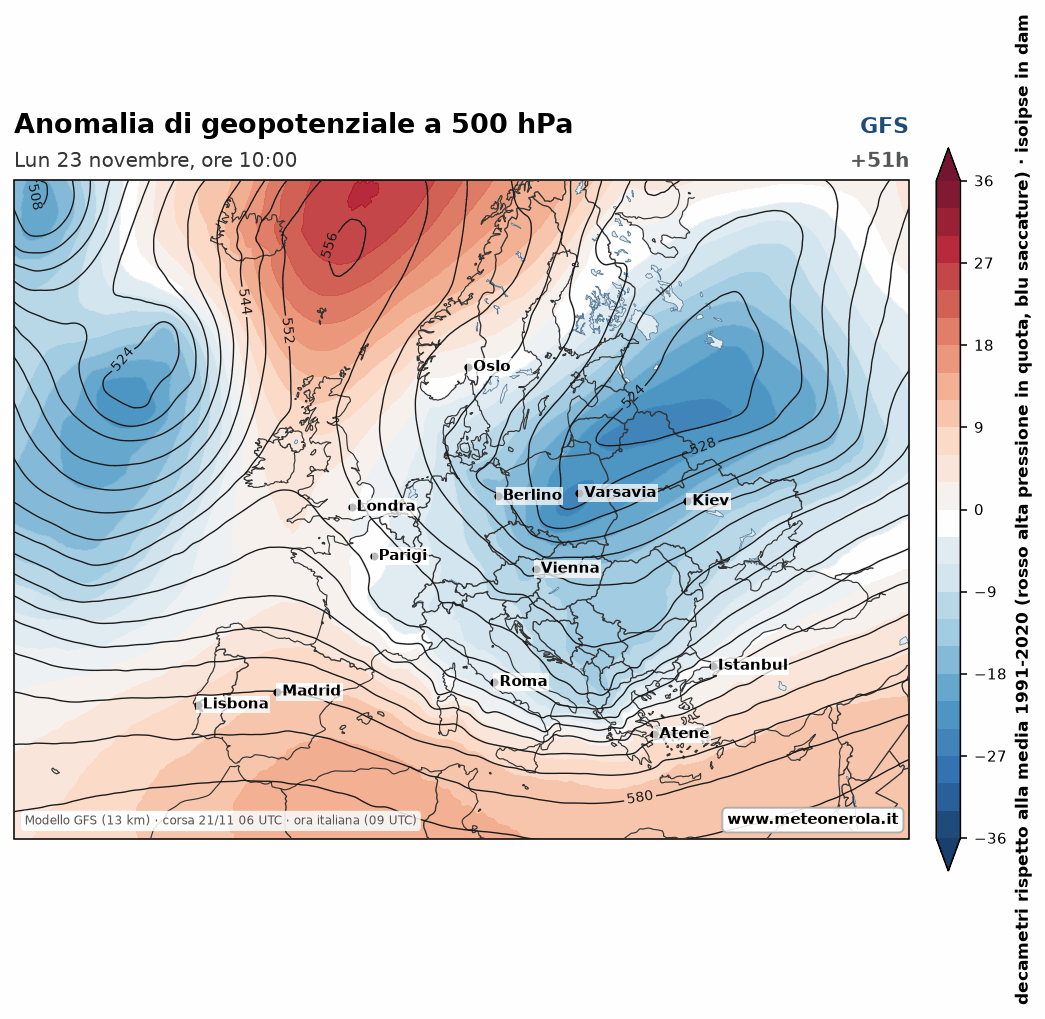 Anomalia di geopotenziale a 500 hPa
GFS
Lun 23 novembre, ore 10:00
+51h
508
556
544
552
524
524
528
580
Oslo
Berlino
Varsavia
Kiev
Londra
Parigi
Vienna
Roma
Istanbul
Madrid
Lisbona
Atene
Modello GFS (13 km) · corsa 21/11 06 UTC · ora italiana (09 UTC)
www.meteonerola.it
36
27
18
9
0
−9
−18
−27
−36
decametri rispetto alla media 1991-2020 (rosso alta pressione in quota, blu saccature) · isoipse in dam